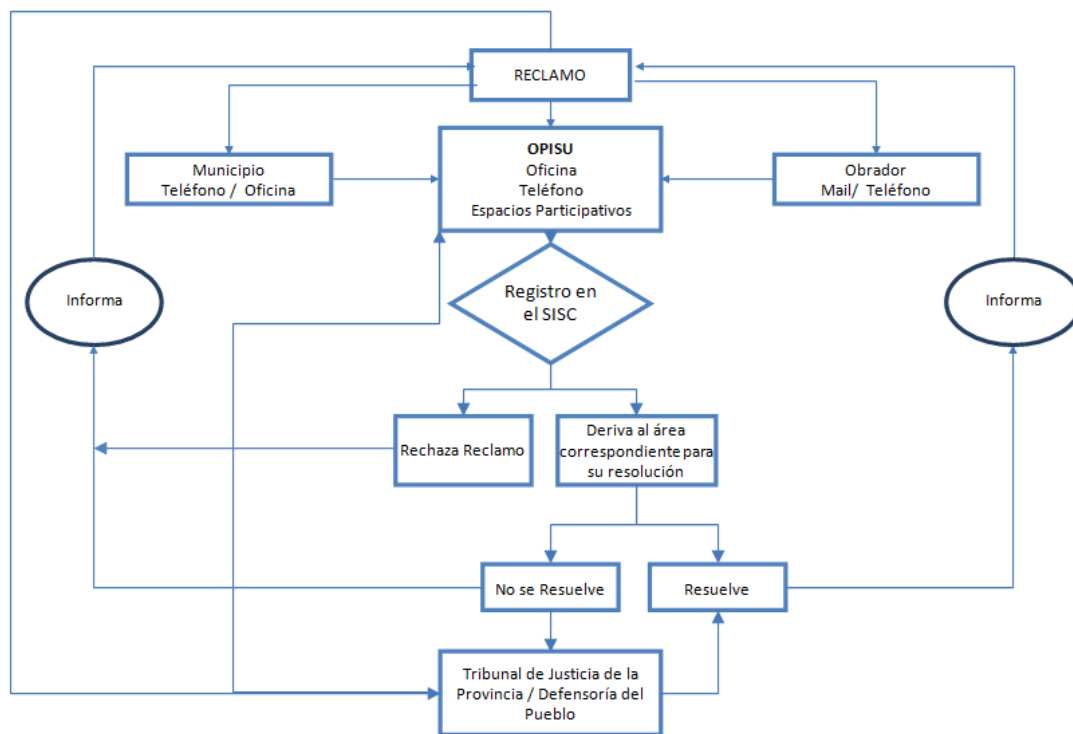 RECLAMO
OPISU
Oficina
Teléfono
Espacios Participativos
Municipio
Teléfono / Oficina
Obrador
Mail/ Teléfono
Informa
Registro en
el SISC
Informa
Rechaza Reclamo
Deriva al área
correspondiente para
su resolución
No se Resuelve
Resuelve
Tribunal de Justicia de la
Provincia / Defensoría del
Pueblo